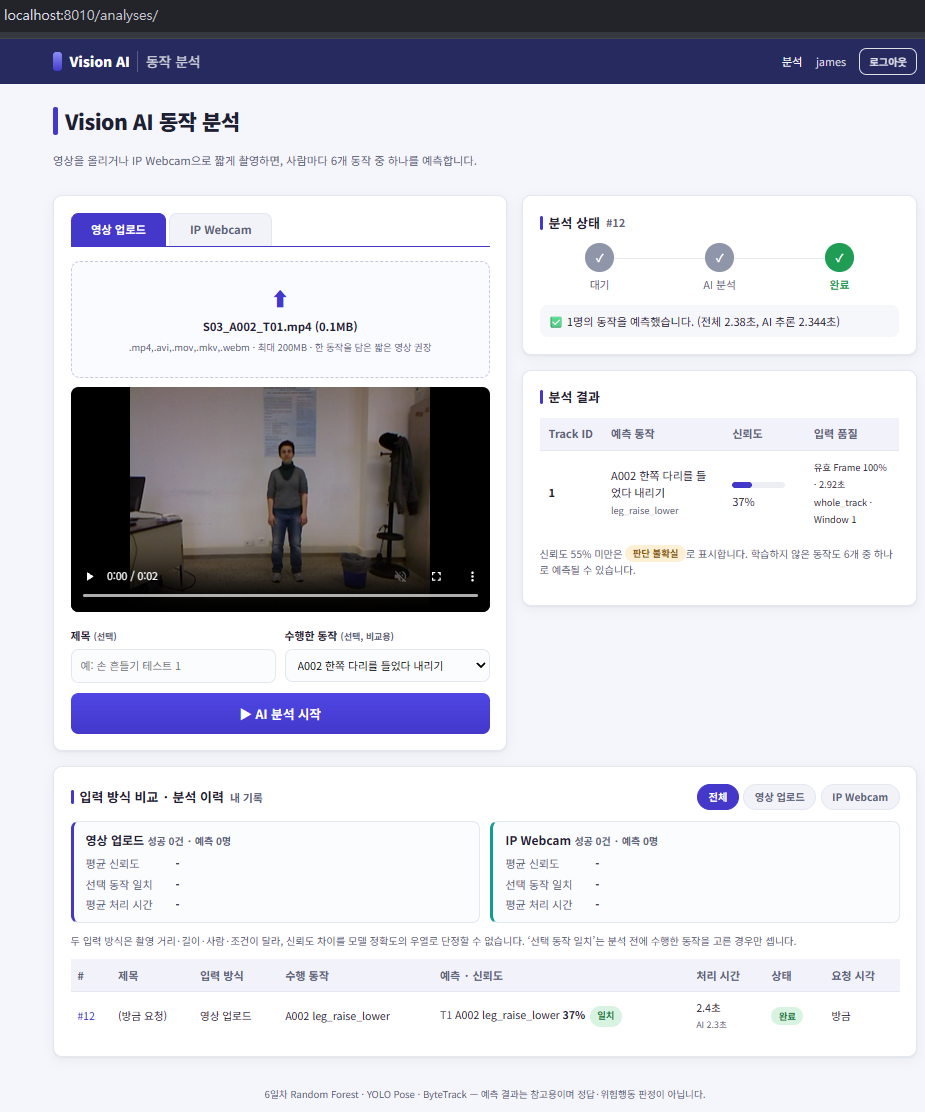 localhost:8010/analyses/
Vision AI 동작 분석
분석 james 로그아웃
Vision AI 동작 분석
영상을 올리거나 IP Webcam으로 짧게 촬영하면, 사람마다 6개 동작 중 하나를 예측합니다.
영상 업로드 IP Webcam
S03_A002_T01.mp4 (0.1MB)
.mp4,.avi,.mov,.mkv,.webm · 최대 200MB · 한 동작을 담은 짧은 영상 권장
0:00 / 0:02
제목 (선택) 수행한 동작 (선택, 비교용)
예: 손 흔들기 테스트 1 A002 한쪽 다리를 들었다 내리기
▶ AI 분석 시작
분석 상태 #12
대기 AI 분석 완료
✅ 1명의 동작을 예측했습니다. (전체 2.38초, AI 추론 2.344초)
분석 결과
Track ID 예측 동작 신뢰도 입력 품질
1 A002 한쪽 다리를 들
었다 내리기
leg_raise_lower
37%
유효 Frame 100%
· 2.92초
whole_track ·
Window 1
신뢰도 55% 미만은 판단 불확실 로 표시합니다. 학습하지 않은 동작도 6개 중 하나
로 예측될 수 있습니다.
입력 방식 비교 · 분석 이력 내 기록
전체 영상 업로드 IP Webcam
영상 업로드 성공 0건 · 예측 0명
평균 신뢰도 -
선택 동작 일치 -
평균 처리 시간 -
IP Webcam 성공 0건 · 예측 0명
평균 신뢰도 -
선택 동작 일치 -
평균 처리 시간 -
두 입력 방식은 촬영 거리·길이·사람·조건이 달라, 신뢰도 차이를 모델 정확도의 우열로 단정할 수 없습니다. ‘선택 동작 일치’는 분석 전에 수행한 동작을 고른 경우만 셉니다.
# 제목 입력 방식 수행 동작 예측 · 신뢰도 처리 시간 상태 요청 시각
#12 (방금 요청) 영상 업로드 A002 leg_raise_lower T1 A002 leg_raise_lower 37% 일치 2.4초 완료 방금
AI 2.3초
6일차 Random Forest · YOLO Pose · ByteTrack — 예측 결과는 참고용이며 정답·위험행동 판정이 아닙니다.